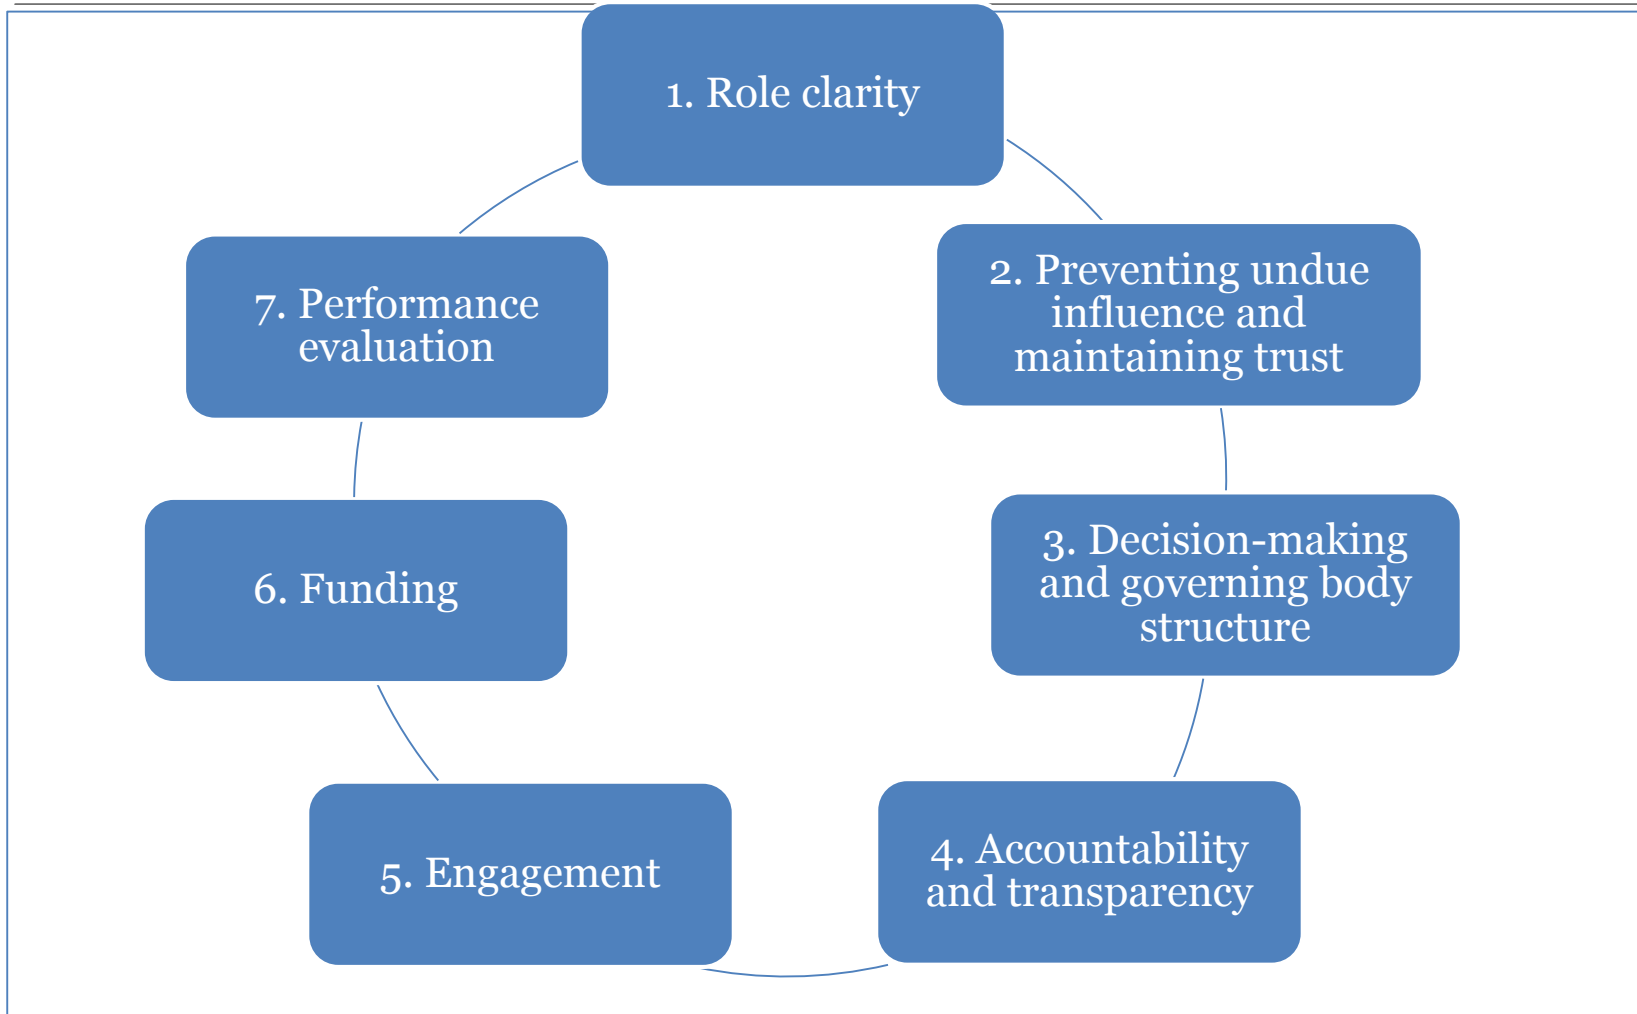 1. Role clarity
2. Preventing undue
influence and
maintaining trust
3. Decision-making
and governing body
structure
4. Accountability
and transparency
5. Engagement
6. Funding
7. Performance
evaluation